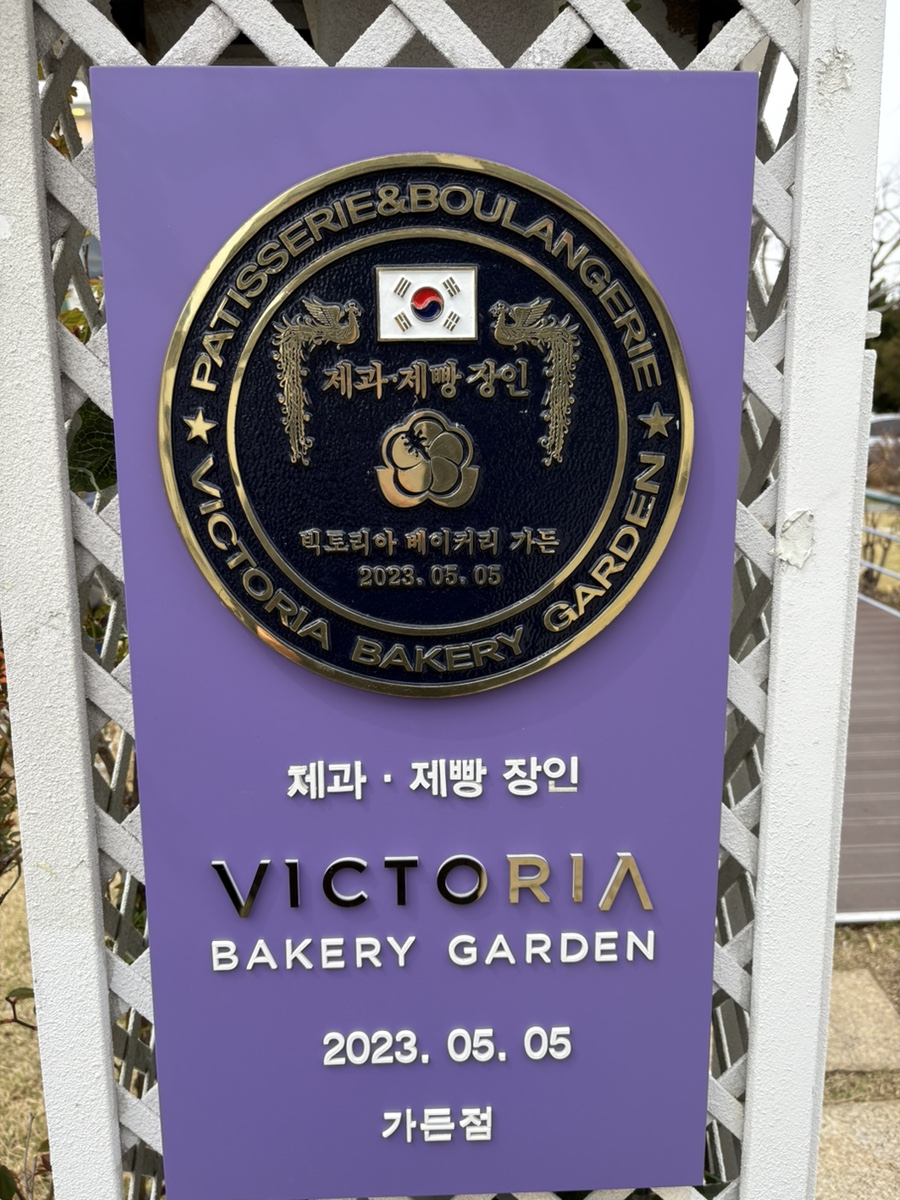 PATISSERIE&BOULANGERIE
제과·제빵 장인
빅토리아 베이커리 가든
2023. 05. 05
VICTORIA BAKERY GARDEN
제과 · 제빵 장인
VICTORIA
BAKERY GARDEN
2023. 05. 05
가든점